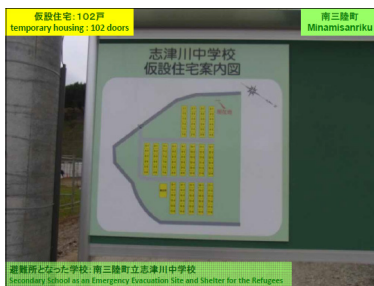 仮設住宅:102戸
temporary housing : 102 doors
南三陸町
Minamisanriku
志津川中学校
仮設住宅案内図
避難所となった学校:南三陸町立志津川中学校
Secondary School as an Emergency Evacuation Site and Shelter for the Refugees